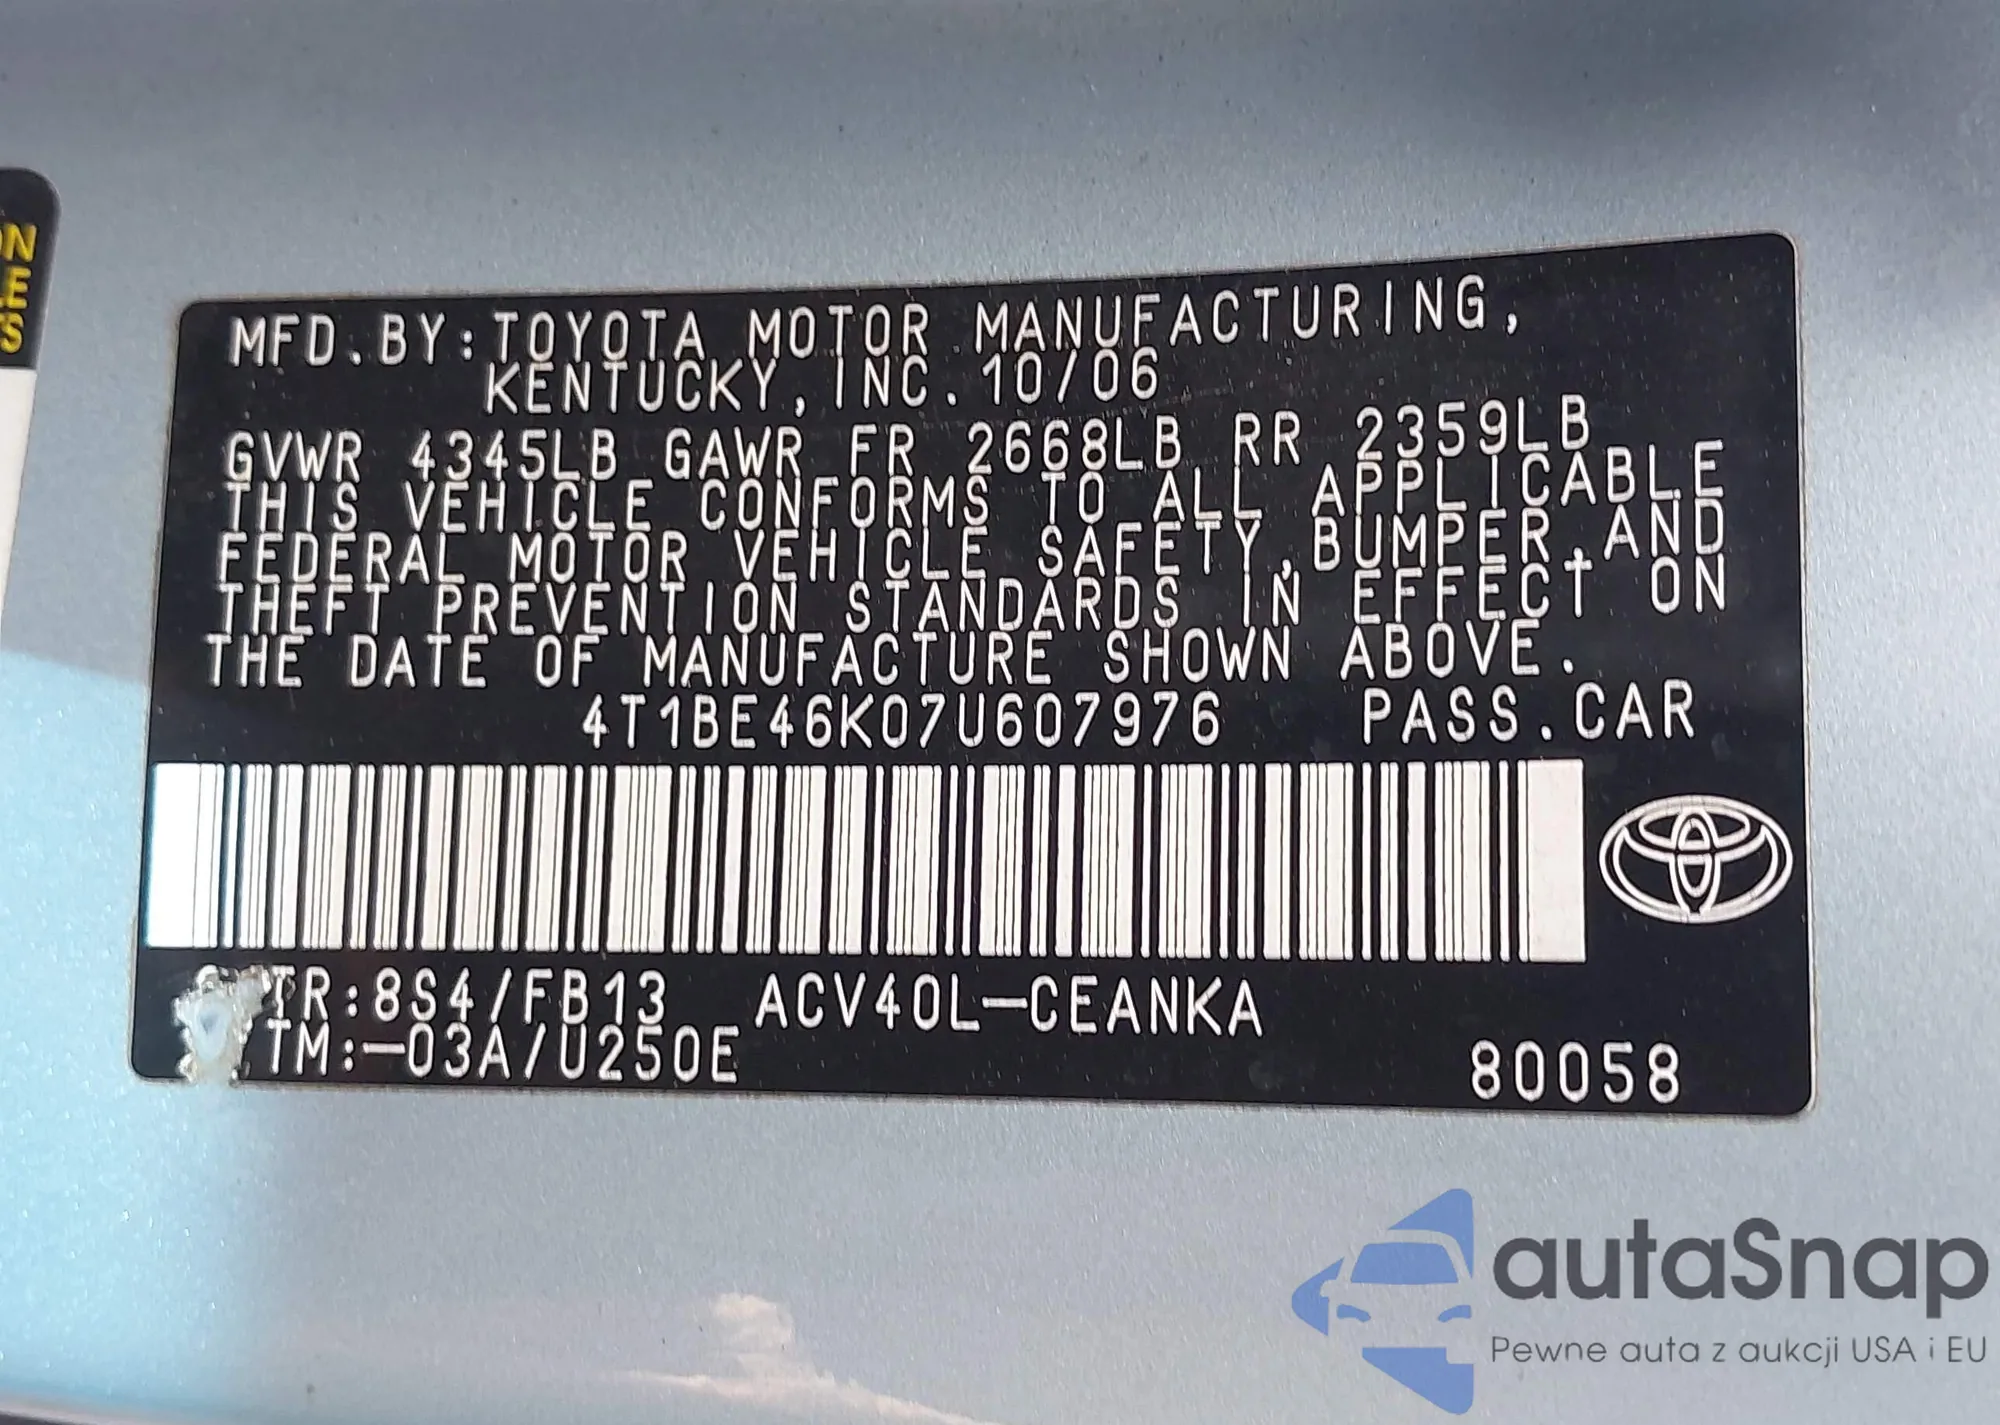 ON
LE
S
MFD.BY:TOYOTA MOTOR MANUFACTURING,
KENTUCKY, INC. 10/06
GVWR 4345LB GAWR FR 2668LB RR 2359LB
THIS VEHICLE CONFORMS TO ALL APPLICABLE
FEDERAL MOTOR VEHICLE SAFETY,BUMPER,AND
THEFT PREVENTION STANDARDS IN EFFECT ON
THE DATE OF MANUFACTURE SHOWN ABOVE.
4T1BE46K07U607976 PASS.CAR
TR:8S4/FB13 ACV40L-CEANKA
TM:-03A/U250E
80058
autaSnap
Pewne auta z aukcji USA i EU